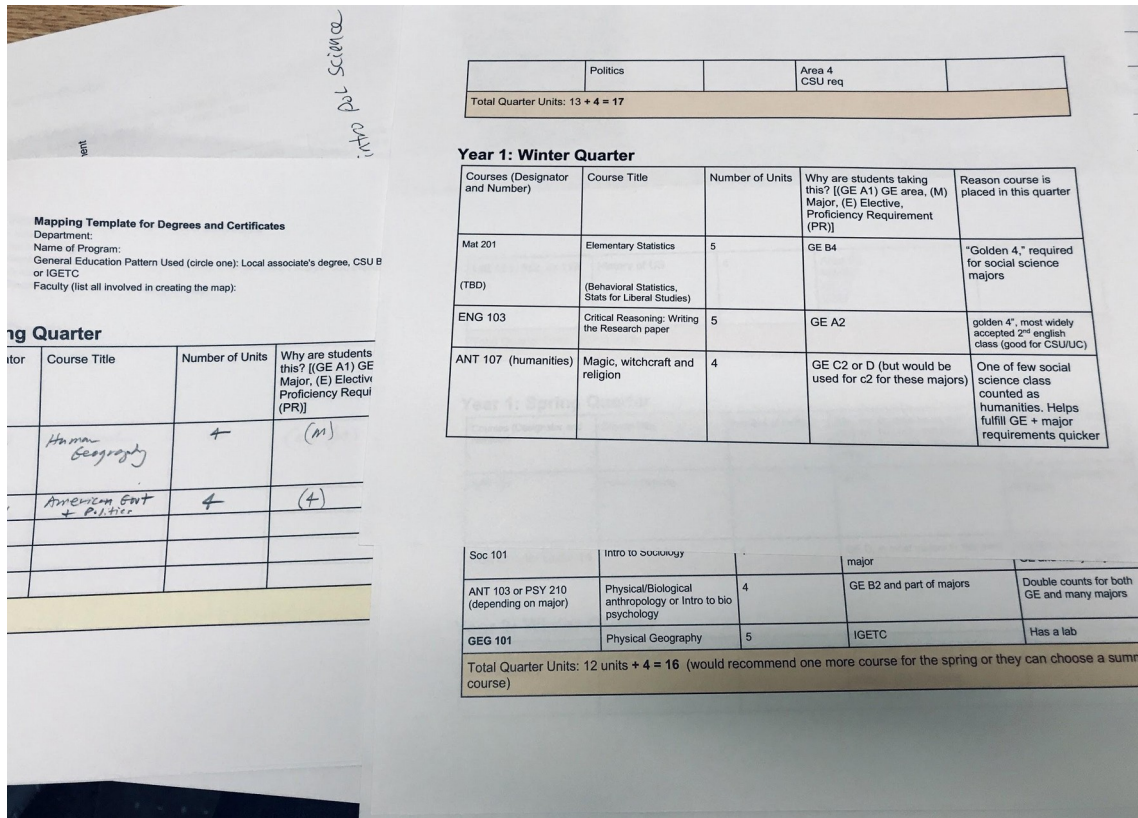 intro pol science
Mapping Template for Degrees and Certificates
Department:
Name of Program:
General Education Pattern Used (circle one): Local associate's degree, CSU B
or IGETC
Faculty (list all involved in creating the map):
ng Quarter
tor
Course Title
Number of Units
Why are students
this? [(GE A1) GE
Major, (E) Elective
Proficiency Requi
(PR)]
Human
Geography
4
(M)
American Govt
+ Politics
4
(4)
Politics
Area 4
CSU req
Total Quarter Units: 13 + 4 = 17
Year 1: Winter Quarter
Courses (Designator
and Number)
Course Title
Number of Units
Why are students taking
this? [(GE A1) GE area, (M)
Major, (E) Elective,
Proficiency Requirement
(PR)]
Reason course is
placed in this quarter
Mat 201
(TBD)
Elementary Statistics
(Behavioral Statistics,
Stats for Liberal Studies)
5
GE B4
"Golden 4," required
for social science
majors
ENG 103
Critical Reasoning: Writing
the Research paper
5
GE A2
golden 4", most widely
accepted 2nd english
class (good for CSU/UC)
ANT 107 (humanities)
Magic, witchcraft and
religion
4
GE C2 or D (but would be
used for c2 for these majors)
One of few social
science class
counted as
humanities. Helps
fulfill GE + major
requirements quicker
Year 1: Spring Quarter
Soc 101
Intro to Sociology
major
ANT 103 or PSY 210
(depending on major)
Physical/Biological
anthropology or Intro to bio
psychology
4
GE B2 and part of majors
Double counts for both
GE and many majors
GEG 101
Physical Geography
5
IGETC
Has a lab
Total Quarter Units: 12 units + 4 = 16 (would recommend one more course for the spring or they can choose a summ
course)